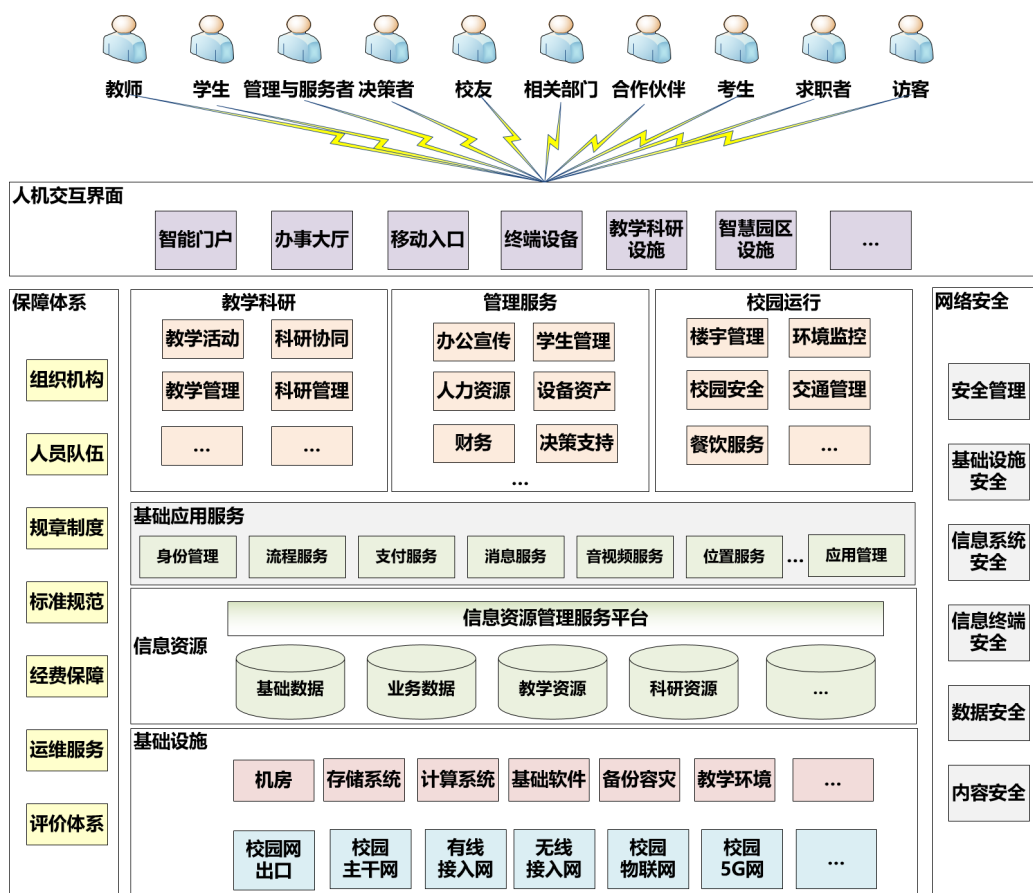 教师 学生 管理与服务者 决策者 校友 相关部门 合作伙伴 考生 求职者 访客
人机交互界面
智能门户 办事大厅 移动入口 终端设备 教学科研设施 智慧园区设施 ...
保障体系
组织机构
人员队伍
规章制度
标准规范
经费保障
运维服务
评价体系
教学科研
教学活动 科研协同
教学管理 科研管理
... ...
管理服务
办公宣传 学生管理
人力资源 设备资产
财务 决策支持
...
校园运行
楼宇管理 环境监控
校园安全 交通管理
餐饮服务 ...
基础应用服务
身份管理 流程服务 支付服务 消息服务 音视频服务 位置服务 ... 应用管理
信息资源
信息资源管理服务平台
基础数据 业务数据 教学资源 科研资源 ...
基础设施
机房 存储系统 计算系统 基础软件 备份容灾 教学环境 ...
校园网出口 校园主干网 有线接入网 无线接入网 校园物联网 校园5G网 ...
网络安全
安全管理
基础设施
安全
信息系统
安全
信息终端
安全
数据安全
内容安全